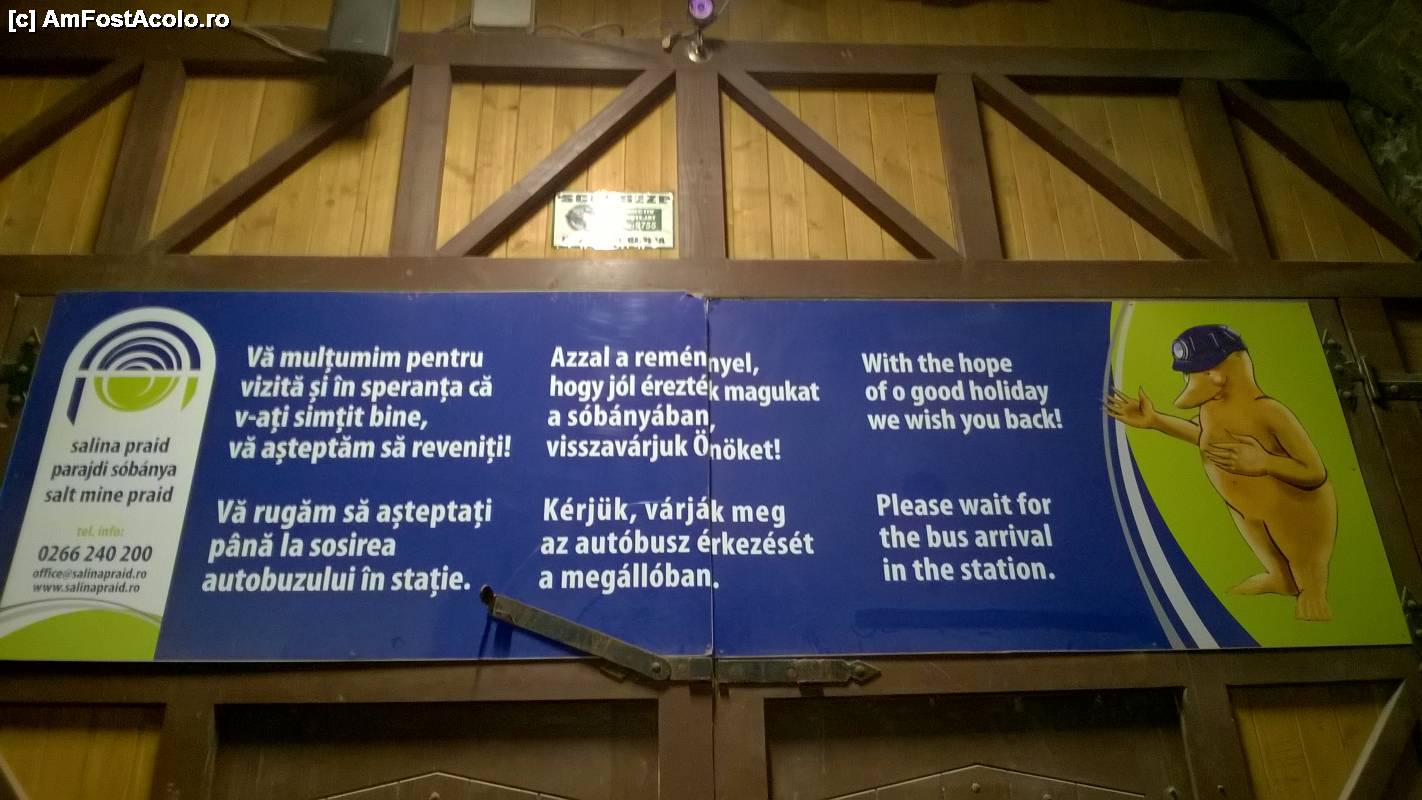 [c] AmFostAcolo.ro
salina praid
parajdi sóbánya
salt mine praid
tel. info:
0266 240 200
office@salinapraid.ro
www.salinapraid.ro
Vă mulțumim pentru
vizită și în speranța că
v-ați simțit bine,
vă așteptăm să reveniți!
Vă rugăm să așteptați
până la sosirea
autobuzului în stație.
Azzal a reménnyel,
hogy jól érezték magukat
a sóbányában,
visszavárjuk Önöket!
Kérjük, várják meg
az autóbusz érkezését
a megállóban.
With the hope
of o good holiday
we wish you back!
Please wait for
the bus arrival
in the station.